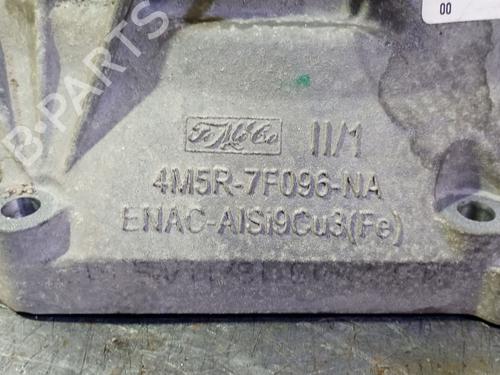 00
B-PARTS
FoMoCo II/1
4M5R-7F096-NA
ENAC-AlSi9Cu3(Fe)